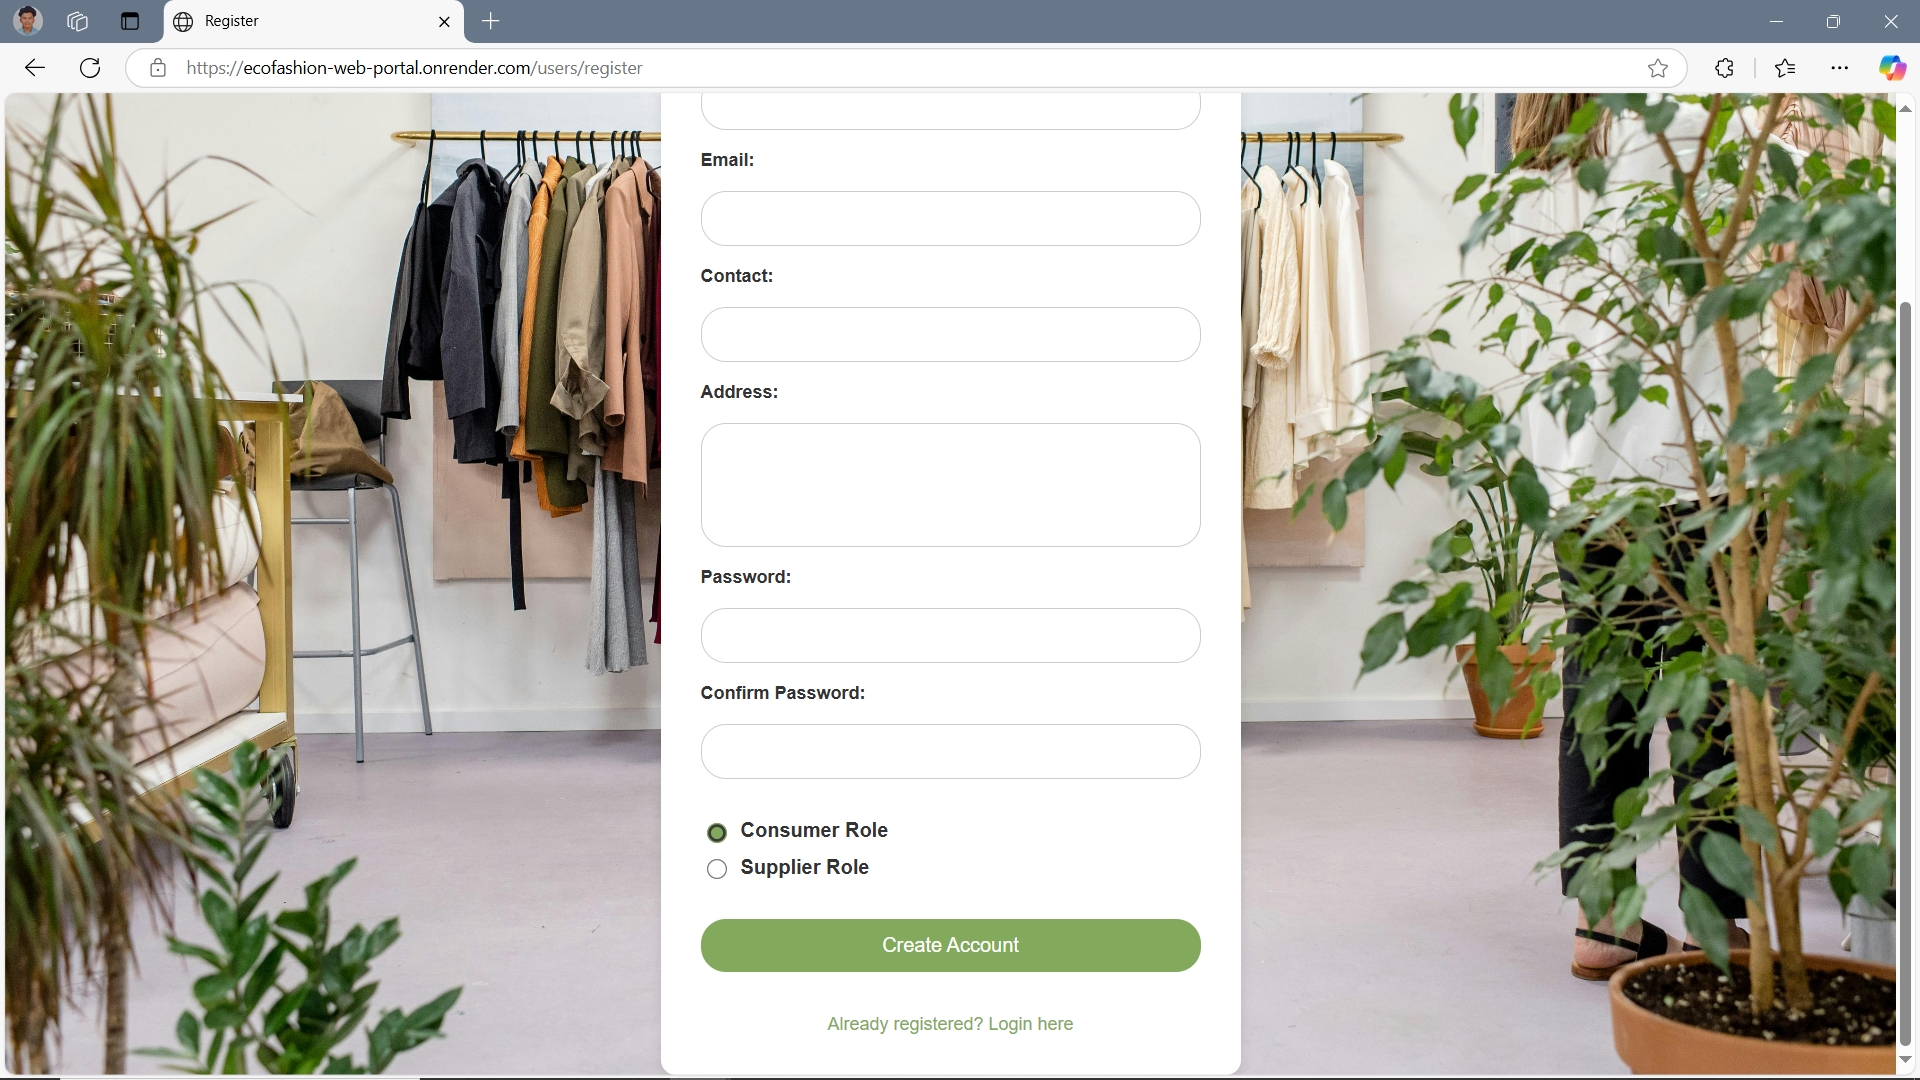 Register
https://ecofashion-web-portal.onrender.com/users/register
Email:
Contact:
Address:
Password:
Confirm Password:
Consumer Role
Supplier Role
Create Account
Already registered? Login here